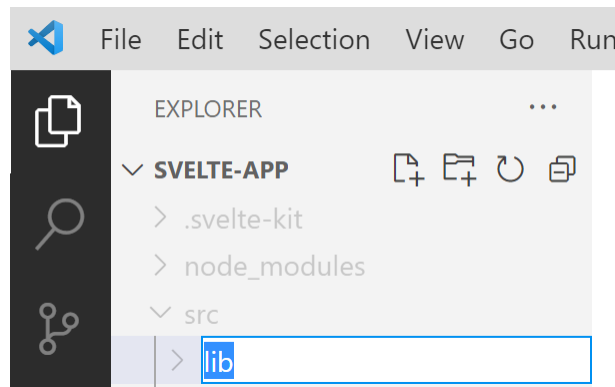 File Edit Selection View Go Run
EXPLORER
SVELTE-APP
.svelte-kit
node_modules
src
lib